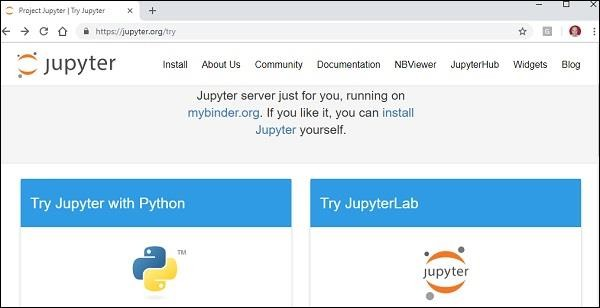 Project Jupyter | Try Jupyter
https://jupyter.org/try
jupyter
Install About Us Community Documentation NBViewer JupyterHub Widgets Blog
Jupyter server just for you, running on
mybinder.org. If you like it, you can install
Jupyter yourself.
Try Jupyter with Python
Try JupyterLab
TM
jupyter